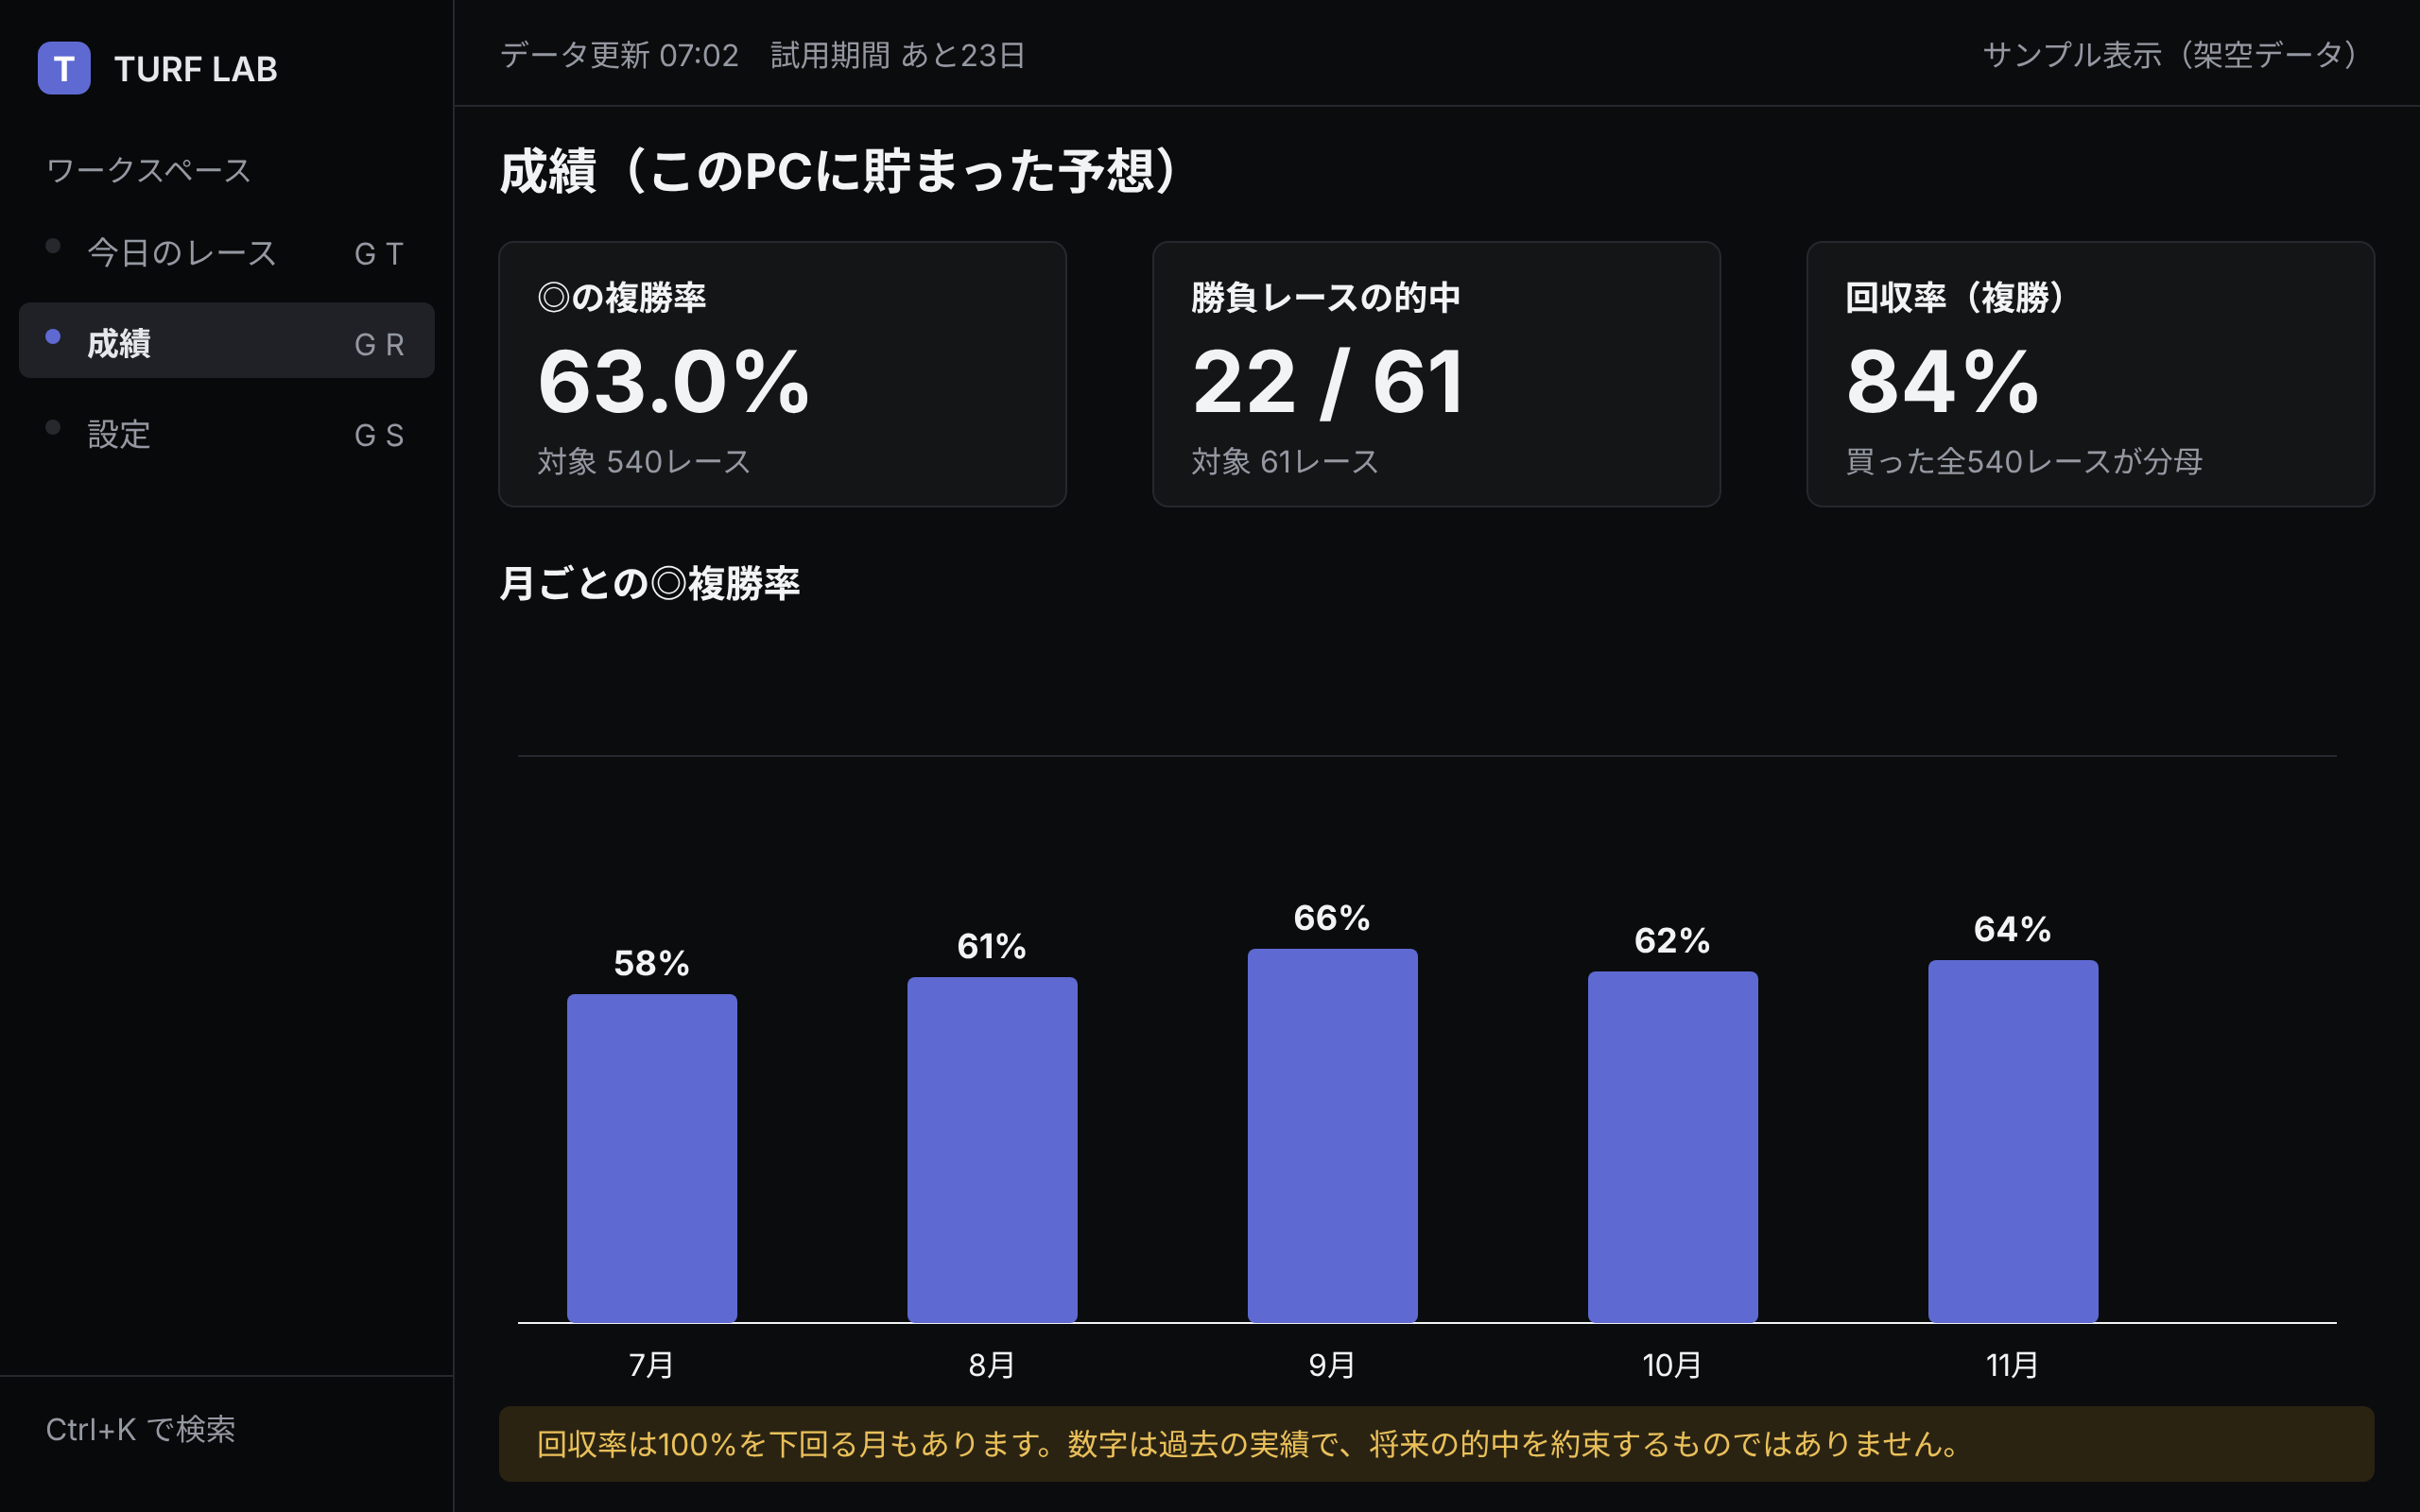 T TURF LAB
ワークスペース
今日のレース G T
成績 G R
設定 G S
Ctrl+K で検索
データ更新 07:02 試用期間 あと23日
サンプル表示（架空データ）
成績（このPCに貯まった予想）
◎の複勝率
63.0%
対象 540レース
勝負レースの的中
22 / 61
対象 61レース
回収率（複勝）
84%
買った全540レースが分母
月ごとの◎複勝率
58% 61% 66% 62% 64%
7月 8月 9月 10月 11月
回収率は100%を下回る月もあります。数字は過去の実績で、将来の的中を約束するものではありません。